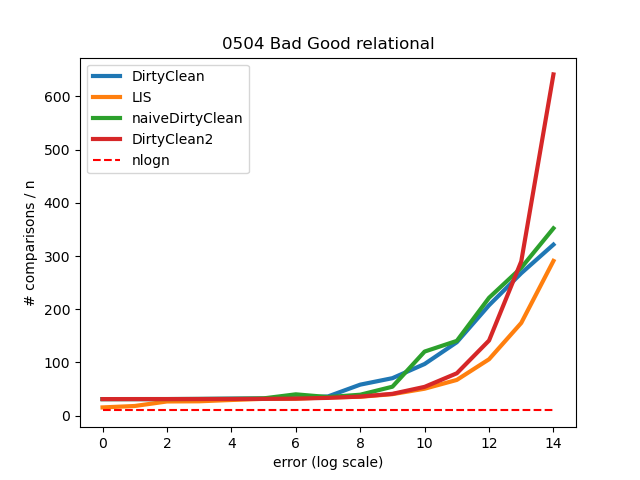 0504 Bad Good relational
DirtyClean
LIS
naiveDirtyClean
DirtyClean2
nlogn
# comparisons / n
600
500
400
300
200
100
0
0 2 4 6 8 10 12 14
error (log scale)